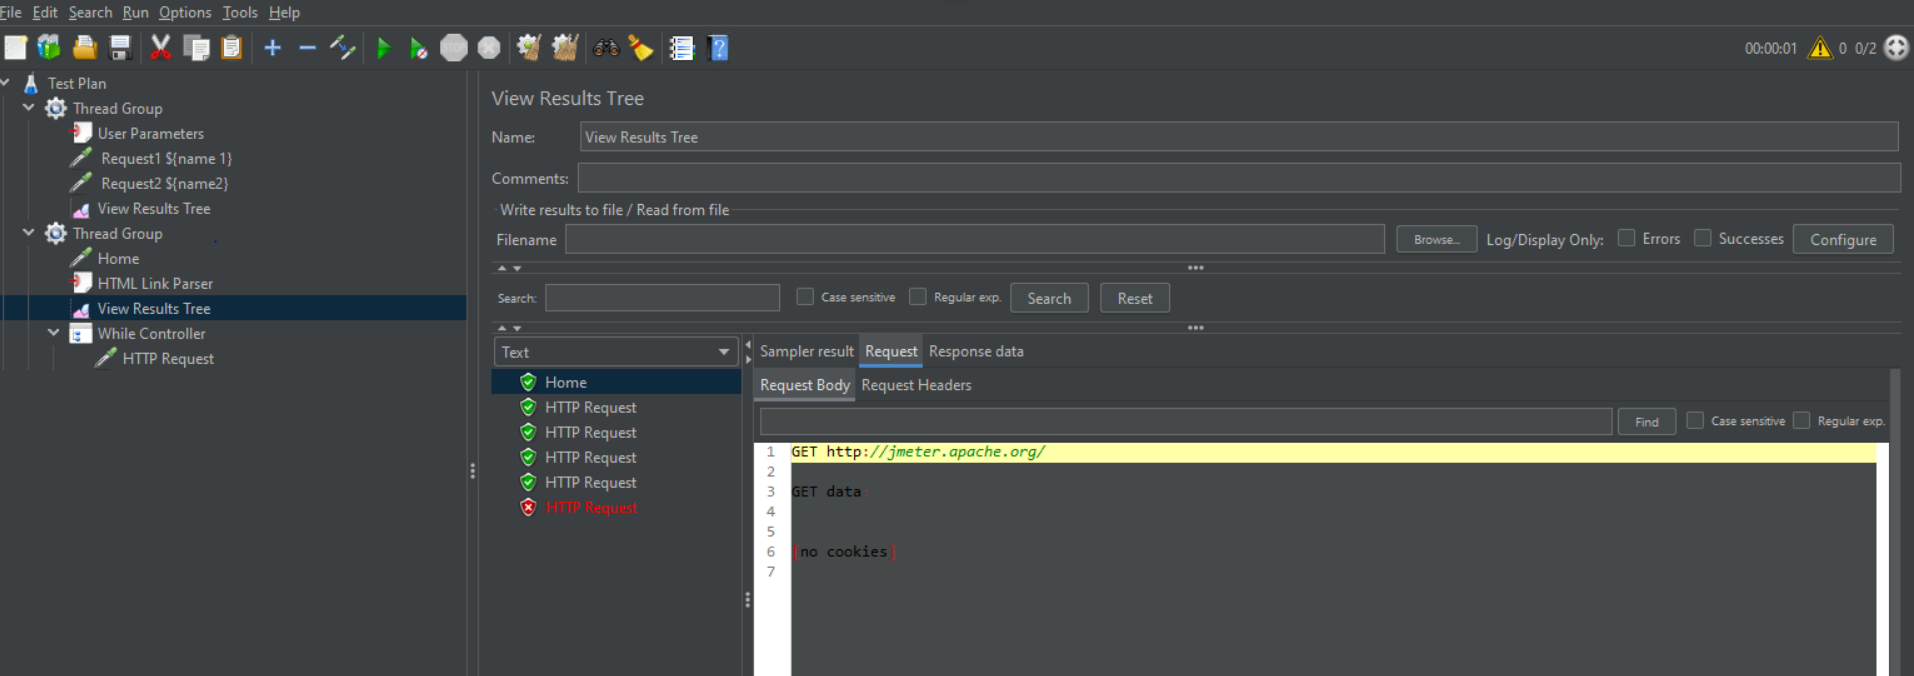 File Edit Search Run Options Tools Help
STOP
00:00:01 0 0/2
Test Plan
Thread Group
User Parameters
Request1 ${name 1}
Request2 ${name2}
View Results Tree
Thread Group
Home
HTML Link Parser
View Results Tree
While Controller
HTTP Request
View Results Tree
Name: View Results Tree
Comments:
Write results to file / Read from file
Filename Browse... Log/Display Only: Errors Successes Configure
Search: Case sensitive Regular exp. Search Reset
Text
Home
HTTP Request
HTTP Request
HTTP Request
HTTP Request
HTTP Request
Sampler result Request Response data
Request Body Request Headers
Find Case sensitive Regular exp.
1 GET http://jmeter.apache.org/
2
3 GET data
4
5
6 [no cookies]
7